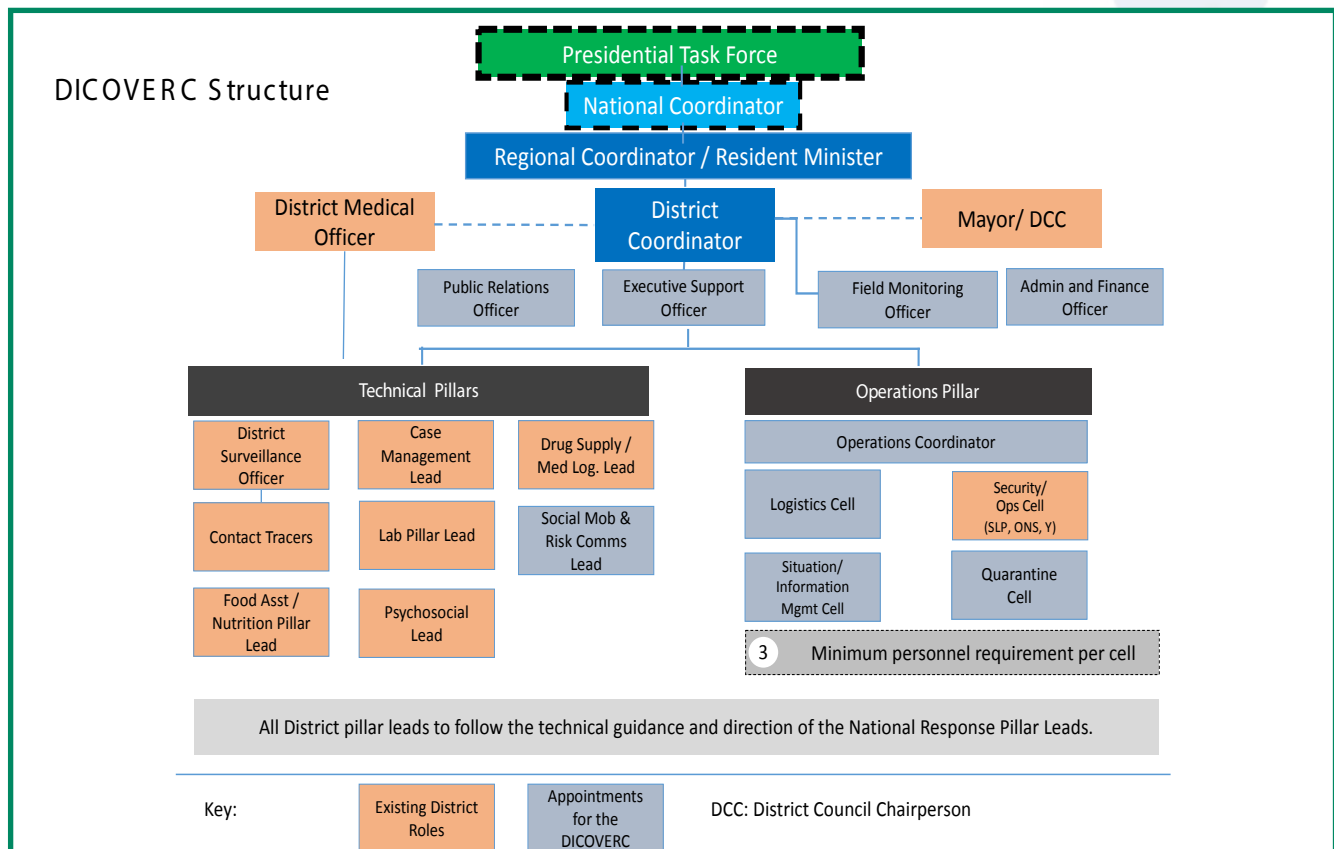 DICOVERC Structure
Presidential Task Force
National Coordinator
Regional Coordinator / Resident Minister
District Medical
Officer
District
Coordinator
Mayor/ DCC
Public Relations
Officer
Executive Support
Officer
Field Monitoring
Officer
Admin and Finance
Officer
Technical Pillars
District
Surveillance
Officer
Case
Management
Lead
Drug Supply /
Med Log. Lead
Contact Tracers
Lab Pillar Lead
Social Mob &
Risk Comms
Lead
Food Asst /
Nutrition Pillar
Lead
Psychosocial
Lead
Operations Pillar
Operations Coordinator
Logistics Cell
Security/
Ops Cell
(SLP, ONS, Y)
Situation/
Information
Mgmt Cell
Quarantine
Cell
3 Minimum personnel requirement per cell
All District pillar leads to follow the technical guidance and direction of the National Response Pillar Leads.
Key:
Existing District
Roles
Appointments
for the
DICOVERC
DCC: District Council Chairperson